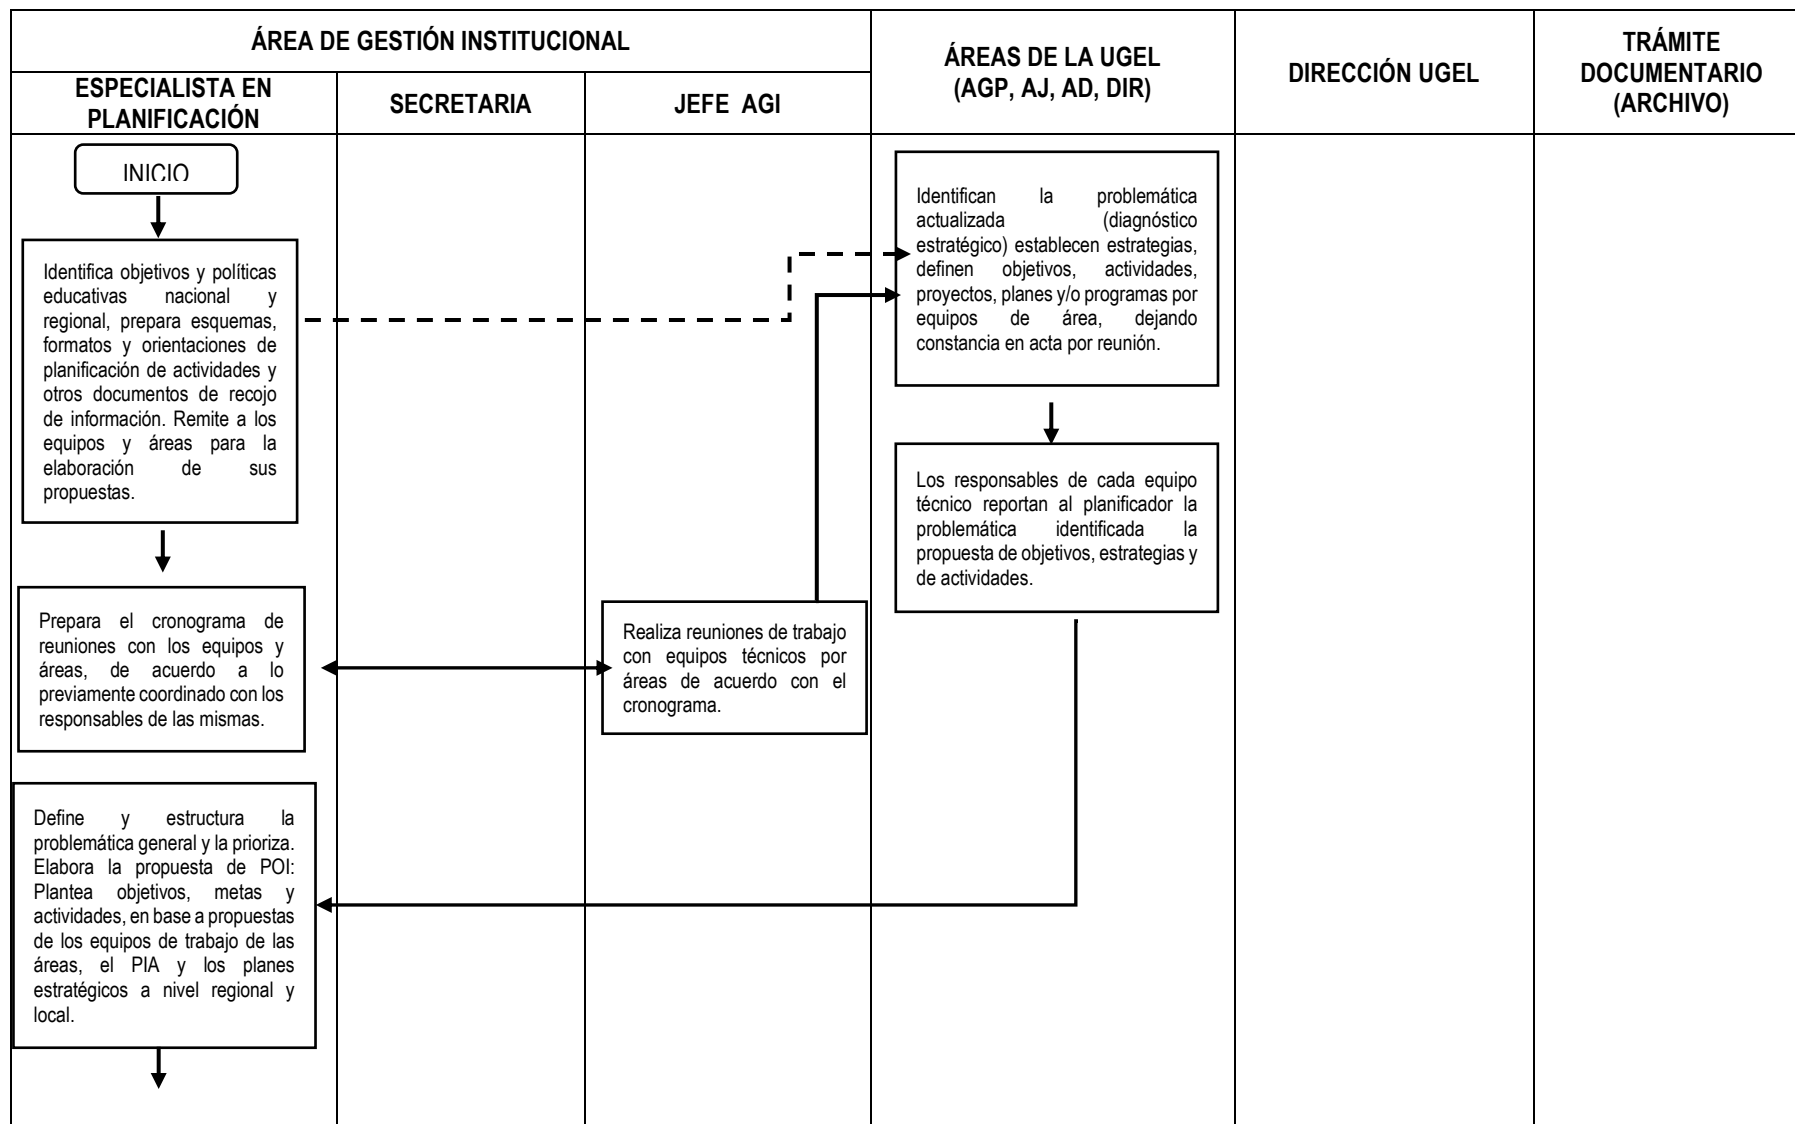 ÁREA DE GESTIÓN INSTITUCIONAL
ÁREAS DE LA UGEL
(AGP, AJ, AD, DIR)
DIRECCIÓN UGEL
TRÁMITE
DOCUMENTARIO
(ARCHIVO)
ESPECIALISTA EN
PLANIFICACIÓN
SECRETARIA
JEFE AGI
INICIO
Identifica objetivos y políticas
educativas nacional y
regional, prepara esquemas,
formatos y orientaciones de
planificación de actividades y
otros documentos de recojo
de información. Remite a los
equipos y áreas para la
elaboración de sus
propuestas.
Identifican la problemática
actualizada (diagnóstico
estratégico) establecen estrategias,
definen objetivos, actividades,
proyectos, planes y/o programas por
equipos de área, dejando
constancia en acta por reunión.
Los responsables de cada equipo
técnico reportan al planificador la
problemática identificada la
propuesta de objetivos, estrategias y
de actividades.
Prepara el cronograma de
reuniones con los equipos y
áreas, de acuerdo a lo
previamente coordinado con los
responsables de las mismas.
Realiza reuniones de trabajo
con equipos técnicos por
áreas de acuerdo con el
cronograma.
Define y estructura la
problemática general y la prioriza.
Elabora la propuesta de POI:
Plantea objetivos, metas y
actividades, en base a propuestas
de los equipos de trabajo de las
áreas, el PIA y los planes
estratégicos a nivel regional y
local.